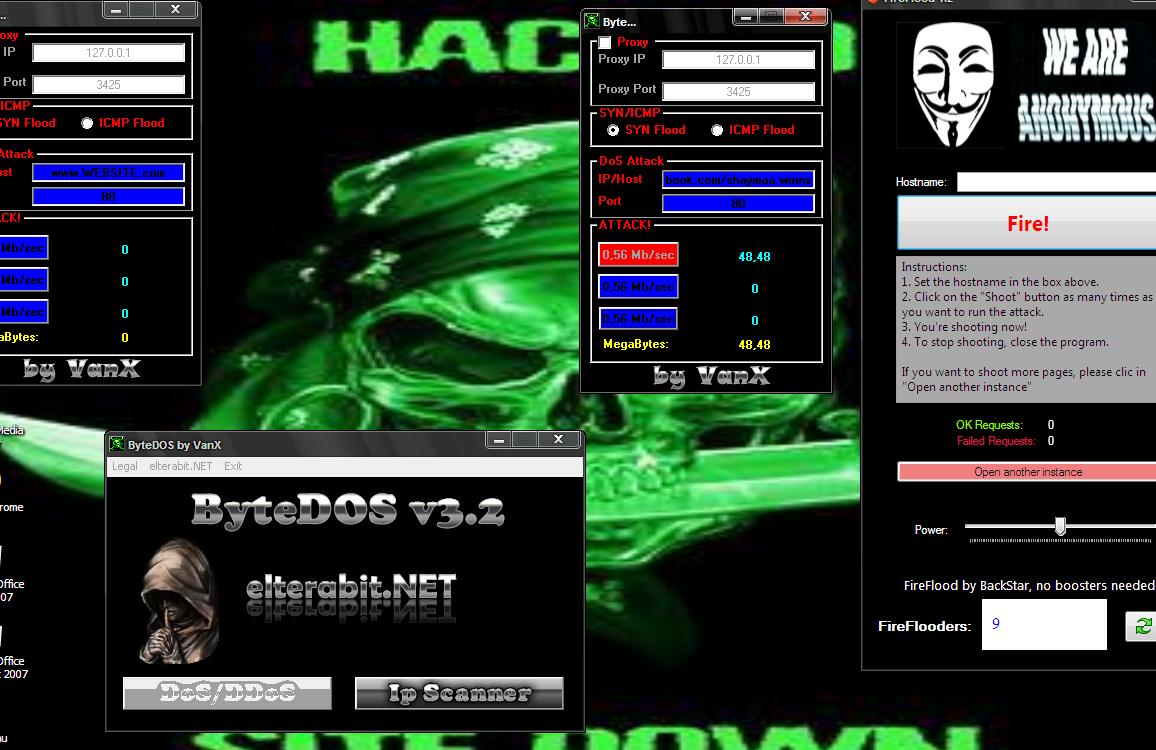 HAC
...
oxy
IP
127.0.0.1
Port
3425
ICMP
SYN Flood
ICMP Flood
Attack
ost
www.WEBSITE.com
80
CK!
Mb/sec
0
Mb/sec
0
Mb/sec
0
aBytes:
0
by VanX
Byte...
Proxy
Proxy IP
127.0.0.1
Proxy Port
3425
SYN/ICMP
SYN Flood
ICMP Flood
DoS Attack
IP/Host
book.com/shaymaa.winns
Port
80
ATTACK!
0,56 Mb/sec
48,48
0,56 Mb/sec
0
0,56 Mb/sec
0
MegaBytes:
48,48
by VanX
WE ARE
ANONYMOUS
Hostname:
Fire!
Instructions:
1. Set the hostname in the box above.
2. Click on the "Shoot" button as many times as
you want to run the attack.
3. You're shooting now!
4. To stop shooting, close the program.
If you want to shoot more pages, please clic in
"Open another instance"
OK Requests:
0
Failed Requests:
0
Open another instance
Power:
FireFlood by BackStar, no boosters needed
FireFlooders:
9
Media
rome
Office
07
Office
t 2007
ByteDOS by VanX
Legal
elterabit.NET
Exit
ByteDOS v3.2
elterabit.NET
DoS/DDoS
Ip Scanner
SITE DOWN